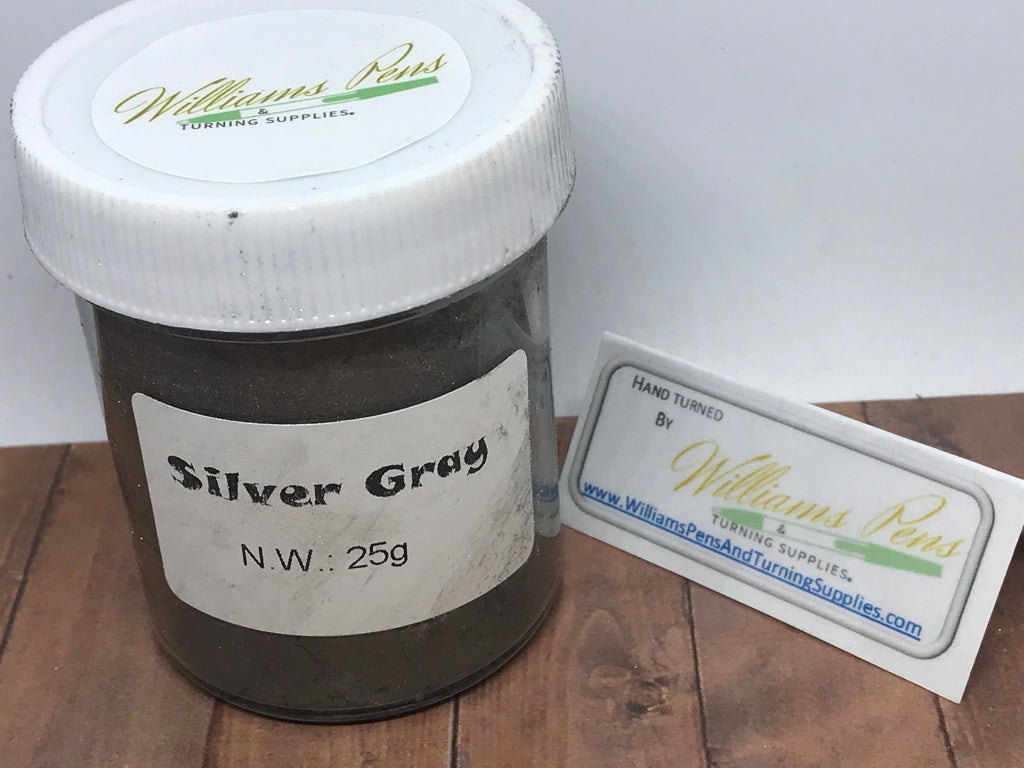 Williams Pens
&
TURNING SUPPLIES.
Silver Gray
N.W.: 25g
HAND TURNED
BY
Williams Pens
&
TURNING SUPPLIES.
www.WilliamsPensAndTurningSupplies.com